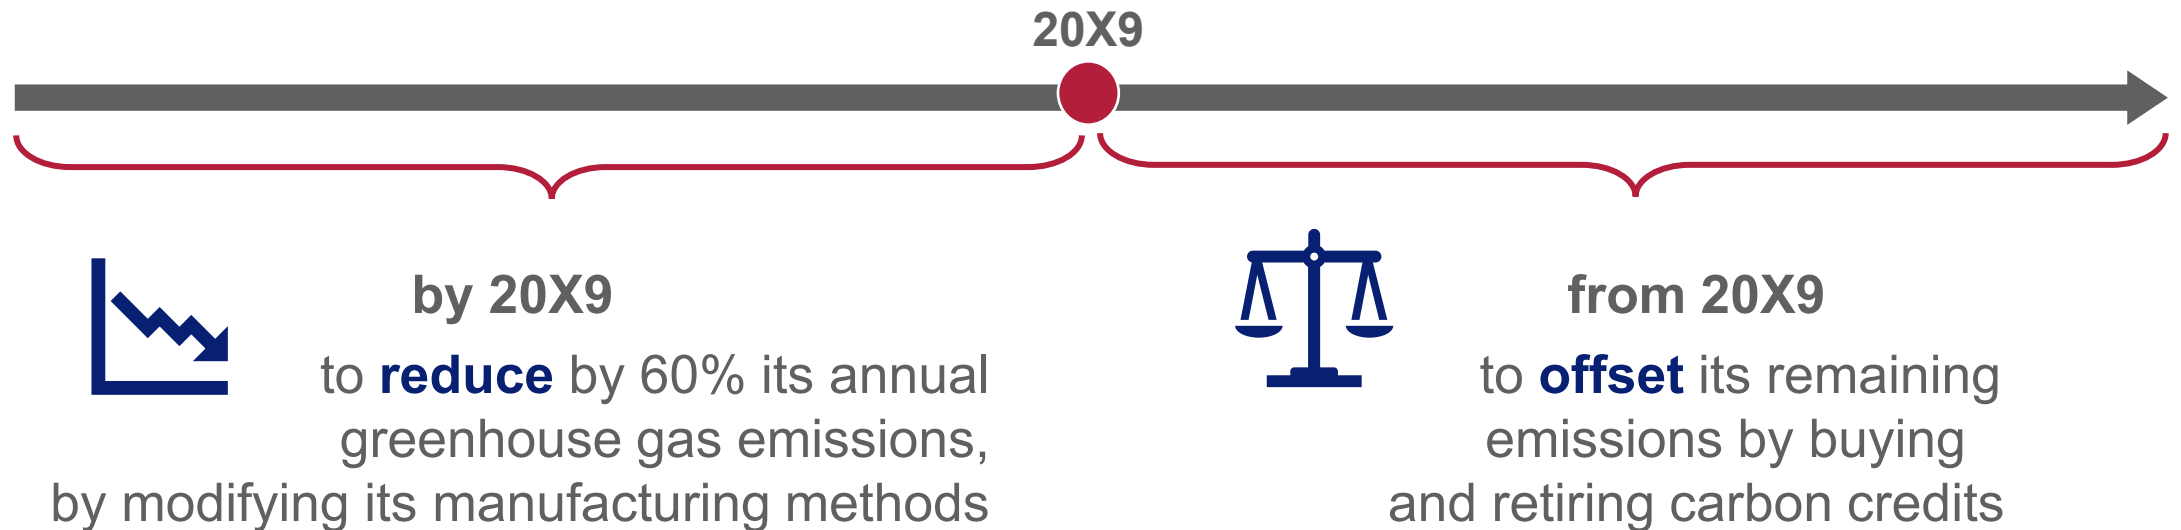 20X9
by 20X9
to reduce by 60% its annual
greenhouse gas emissions,
by modifying its manufacturing methods
from 20X9
to offset its remaining
emissions by buying
and retiring carbon credits